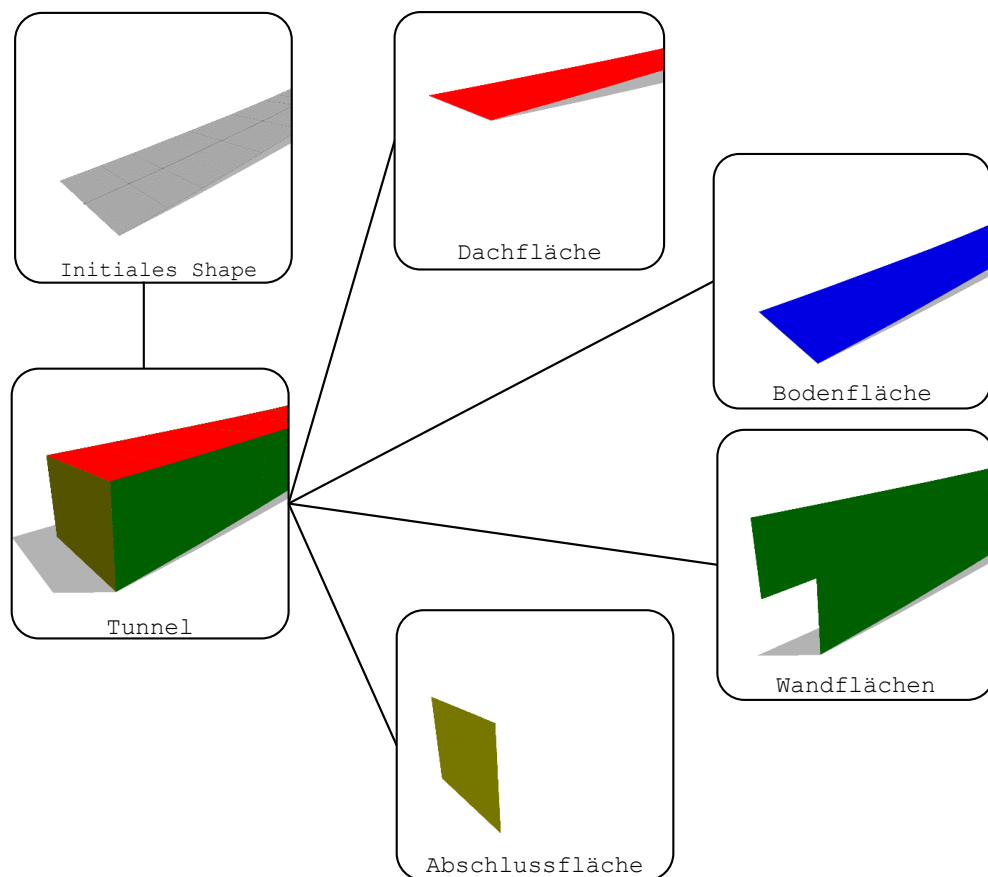 Initiales Shape
Dachfläche
Bodenfläche
Tunnel
Wandflächen
Abschlussfläche